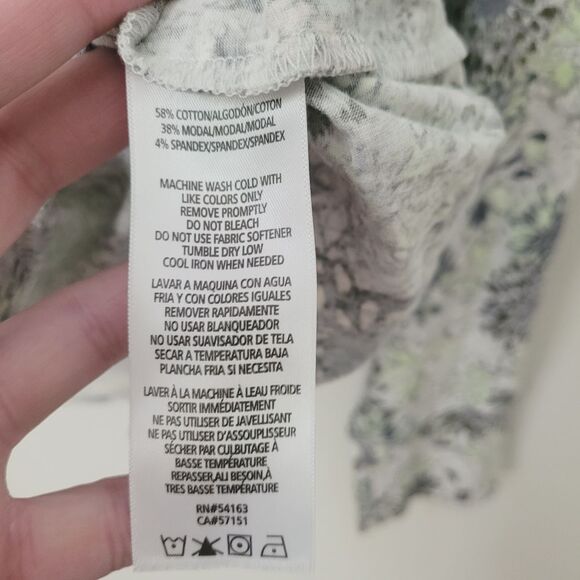 58% COTTON/ALGODÓN/COTON
38% MODAL/MODAL/MODAL
4% SPANDEX/SPANDEX/SPANDEX
MACHINE WASH COLD WITH
LIKE COLORS ONLY
REMOVE PROMPTLY
DO NOT BLEACH
DO NOT USE FABRIC SOFTENER
TUMBLE DRY LOW
COOL IRON WHEN NEEDED
LAVAR A MAQUINA CON AGUA
FRIA Y CON COLORES IGUALES
REMOVER RAPIDAMENTE
NO USAR BLANQUEADOR
NO USAR SUAVISADOR DE TELA
SECAR A TEMPERATURA BAJA
PLANCHA FRIA SI NECESITA
LAVER À LA MACHINE À LEAU FROIDE
SORTIR IMMÉDIATEMENT
NE PAS UTILISER DE JAVELLISANT
NE PAS UTILISER D'ASSOUPLISSEUR
SÉCHER PAR CULBUTAGE À
BASSE TEMPÉRATURE
REPASSER,ALI BESOIN,À
TRES BASSE TEMPÉRATURE
RN#54163
CA#57151